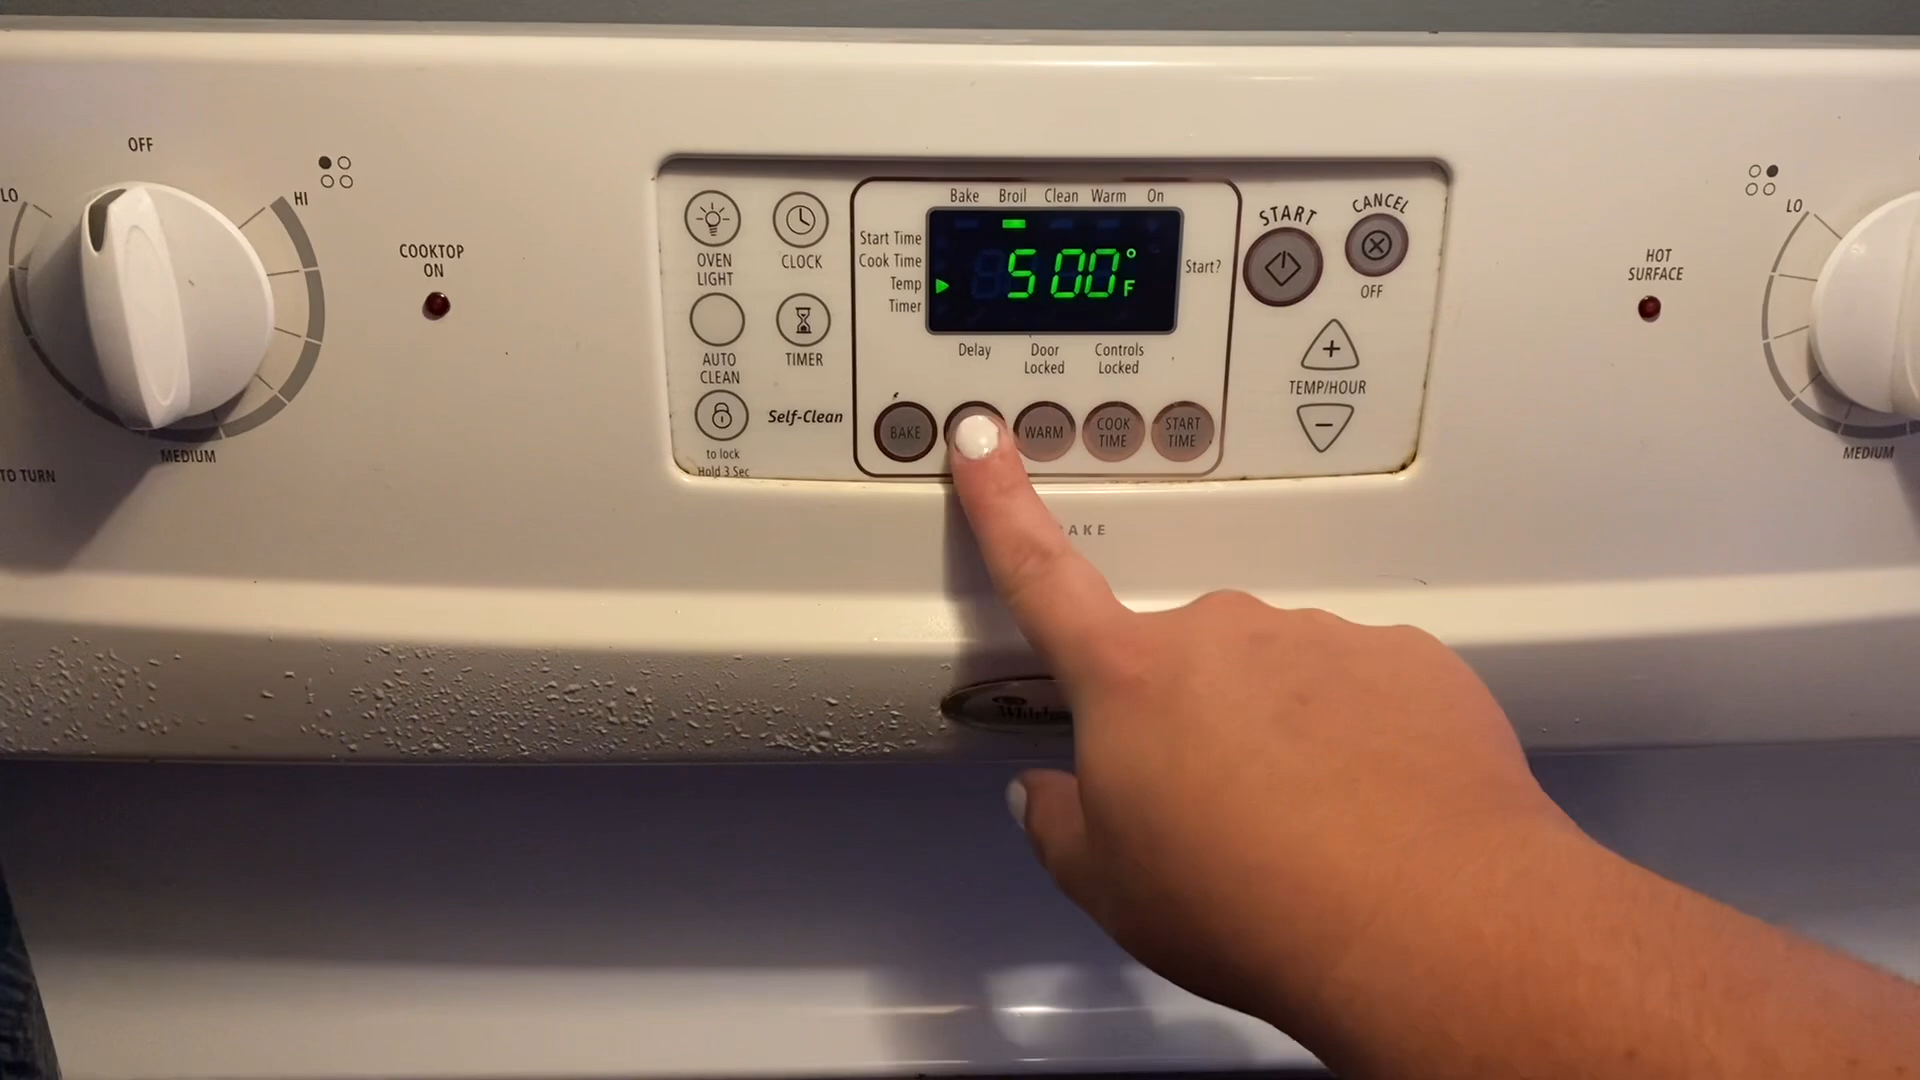 OFF
LO
HI
MEDIUM
TO TURN
COOKTOP
ON
OVEN
LIGHT
CLOCK
AUTO
CLEAN
TIMER
Self-Clean
to lock
Hold 3 Sec
Bake Broil Clean Warm On
Start Time
Cook Time
Temp
Timer
500°F
Start?
Delay
Door
Locked
Controls
Locked
BAKE
WARM
COOK
TIME
START
TIME
START
CANCEL
OFF
TEMP/HOUR
AKE
HOT
SURFACE
LO
MEDIUM